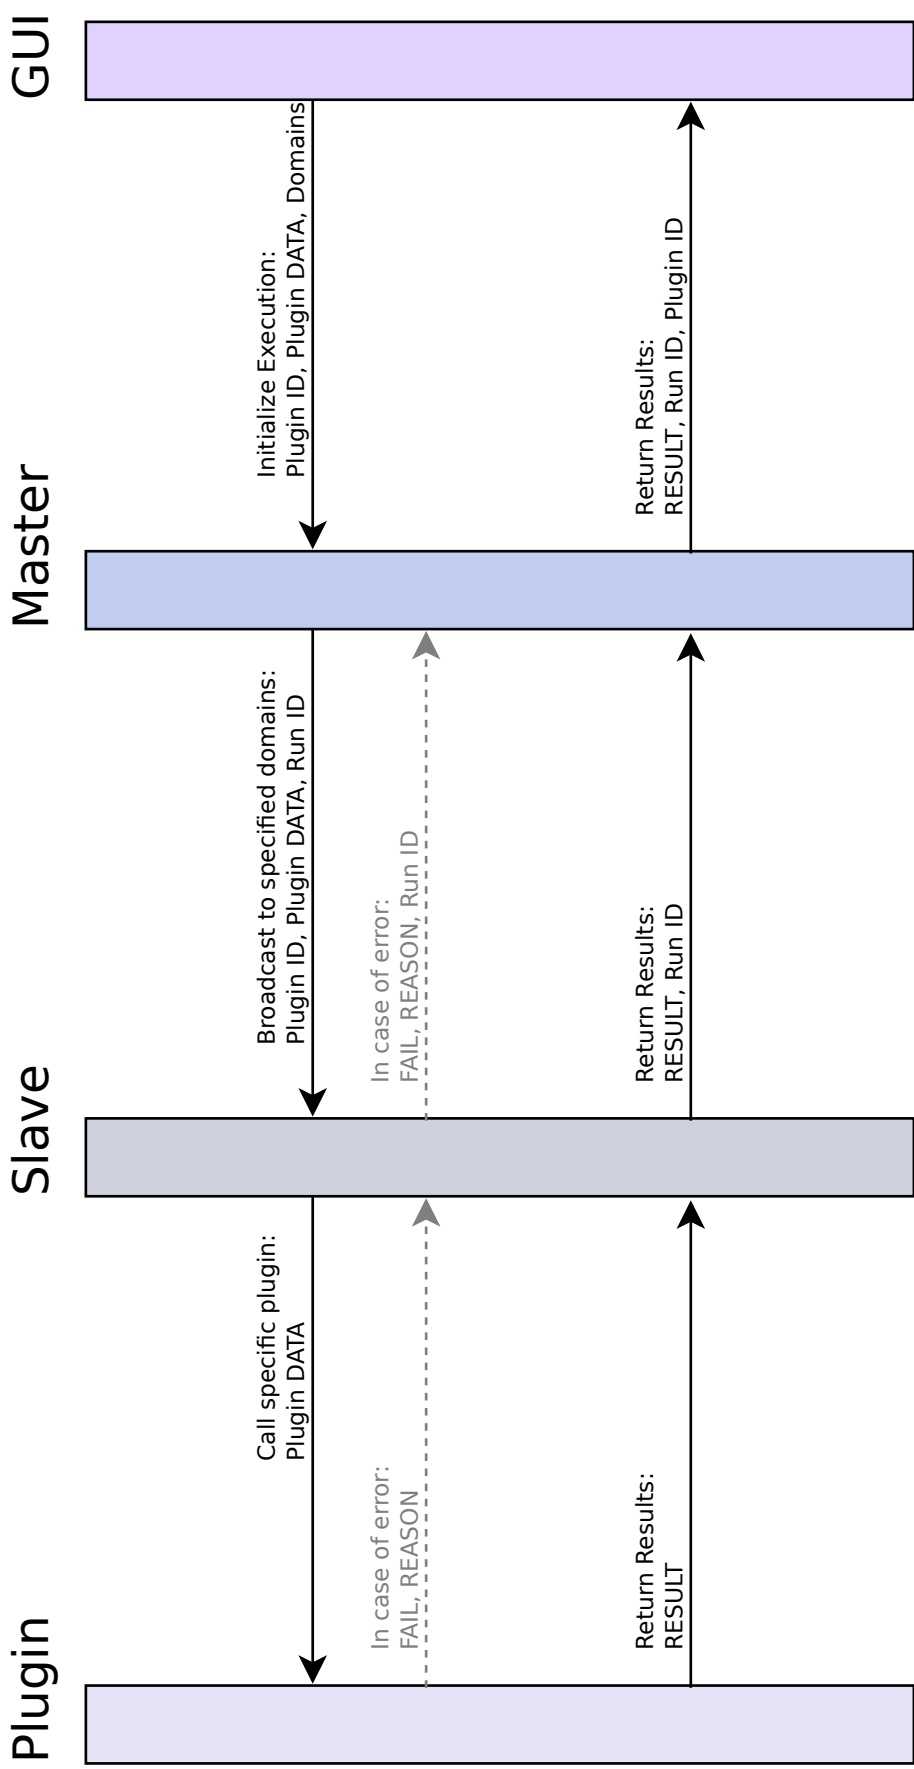 Plugin
Slave
Master
GUI
Call specific plugin:
Plugin DATA
Broadcast to specified domains:
Plugin ID, Plugin DATA, Run ID
Initialize Execution:
Plugin ID, Plugin DATA, Domains
In case of error:
FAIL, REASON
In case of error:
FAIL, REASON, Run ID
Return Results:
RESULT
Return Results:
RESULT, Run ID
Return Results:
RESULT, Run ID, Plugin ID